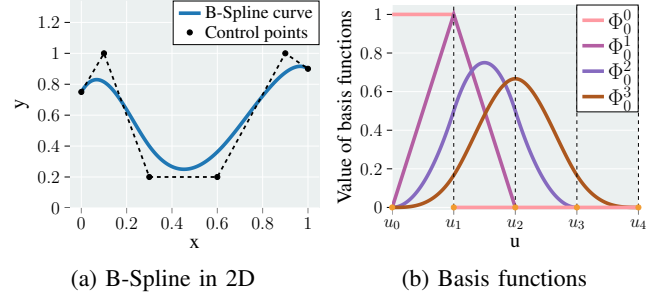 B-Spline curve
Control points
y
1.2
1
0.8
0.6
0.4
0.2
0
0 0.2 0.4 0.6 0.8 1
x
(a) B-Spline in 2D
Φ₀⁰
Φ₀¹
Φ₀²
Φ₀³
Value of basis functions
1
0.8
0.6
0.4
0.2
0
u₀ u₁ u₂ u₃ u₄
u
(b) Basis functions